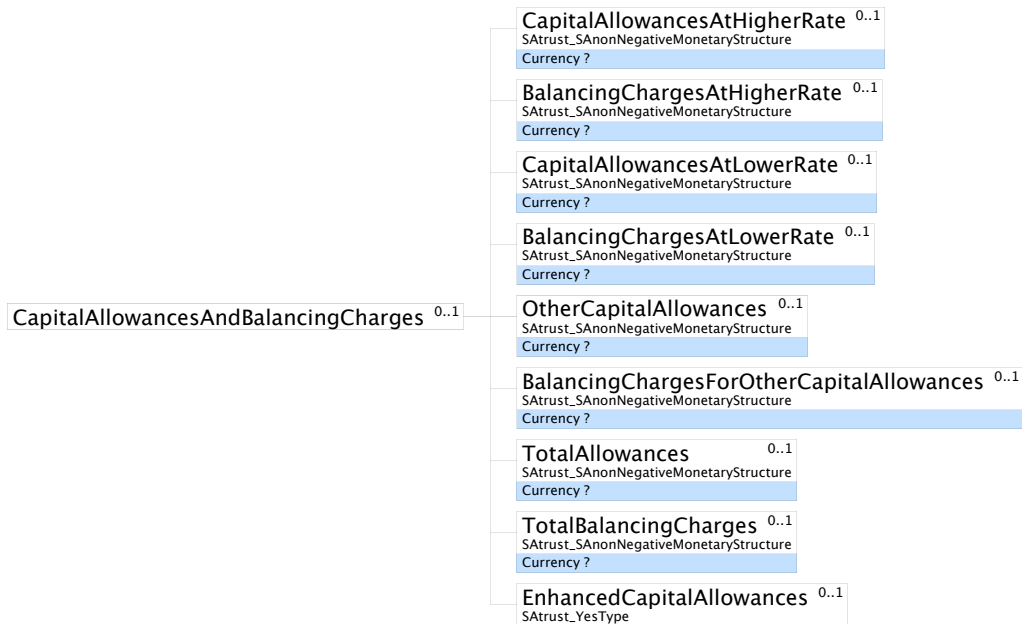 CapitalAllowancesAtHigherRate 0..1
SAtrust_SAnonNegativeMonetaryStructure
Currency ?
BalancingChargesAtHigherRate 0..1
SAtrust_SAnonNegativeMonetaryStructure
Currency ?
CapitalAllowancesAtLowerRate 0..1
SAtrust_SAnonNegativeMonetaryStructure
Currency ?
BalancingChargesAtLowerRate 0..1
SAtrust_SAnonNegativeMonetaryStructure
Currency ?
CapitalAllowancesAndBalancingCharges 0..1
OtherCapitalAllowances 0..1
SAtrust_SAnonNegativeMonetaryStructure
Currency ?
BalancingChargesForOtherCapitalAllowances 0..1
SAtrust_SAnonNegativeMonetaryStructure
Currency ?
TotalAllowances 0..1
SAtrust_SAnonNegativeMonetaryStructure
Currency ?
TotalBalancingCharges 0..1
SAtrust_SAnonNegativeMonetaryStructure
Currency ?
EnhancedCapitalAllowances 0..1
SAtrust_YesType